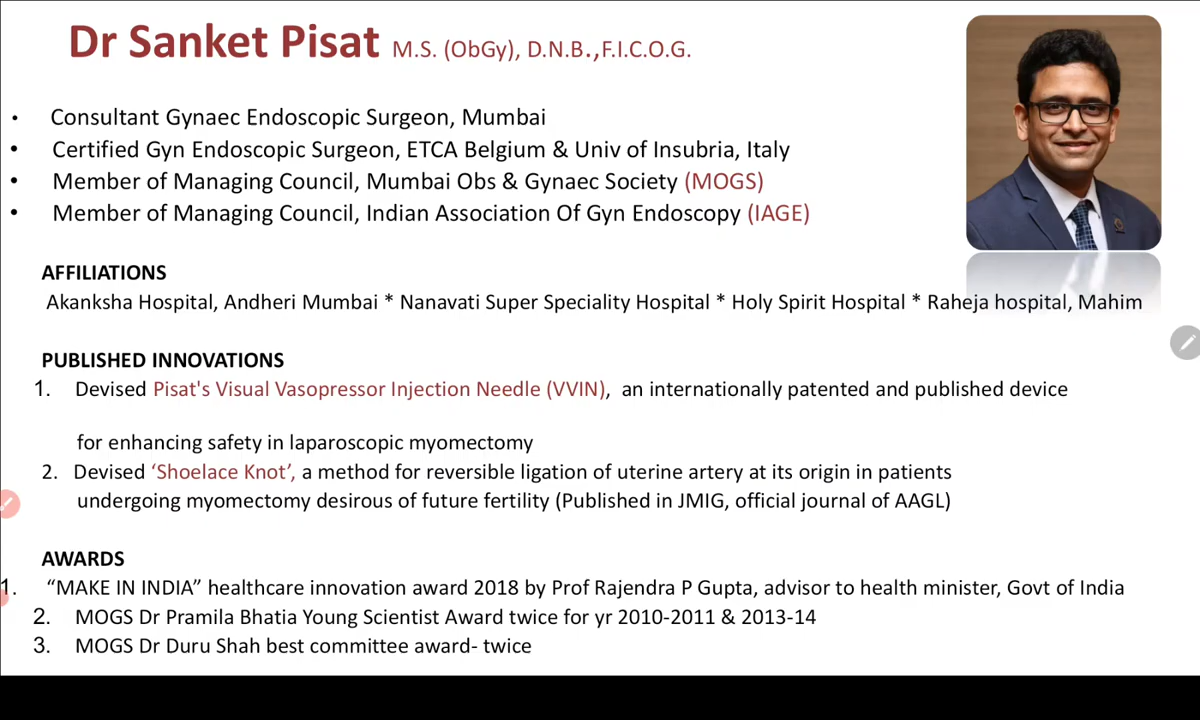 Dr Sanket Pisat M.S. (ObGy), D.N.B.,F.I.C.O.G.
• Consultant Gynaec Endoscopic Surgeon, Mumbai
• Certified Gyn Endoscopic Surgeon, ETCA Belgium & Univ of Insubria, Italy
• Member of Managing Council, Mumbai Obs & Gynaec Society (MOGS)
• Member of Managing Council, Indian Association Of Gyn Endoscopy (IAGE)
AFFILIATIONS
Akanksha Hospital, Andheri Mumbai * Nanavati Super Speciality Hospital * Holy Spirit Hospital * Raheja hospital, Mahim
PUBLISHED INNOVATIONS
1. Devised Pisat's Visual Vasopressor Injection Needle (VVIN), an internationally patented and published device
for enhancing safety in laparoscopic myomectomy
2. Devised ‘Shoelace Knot’, a method for reversible ligation of uterine artery at its origin in patients
undergoing myomectomy desirous of future fertility (Published in JMIG, official journal of AAGL)
AWARDS
1. “MAKE IN INDIA” healthcare innovation award 2018 by Prof Rajendra P Gupta, advisor to health minister, Govt of India
2. MOGS Dr Pramila Bhatia Young Scientist Award twice for yr 2010-2011 & 2013-14
3. MOGS Dr Duru Shah best committee award- twice